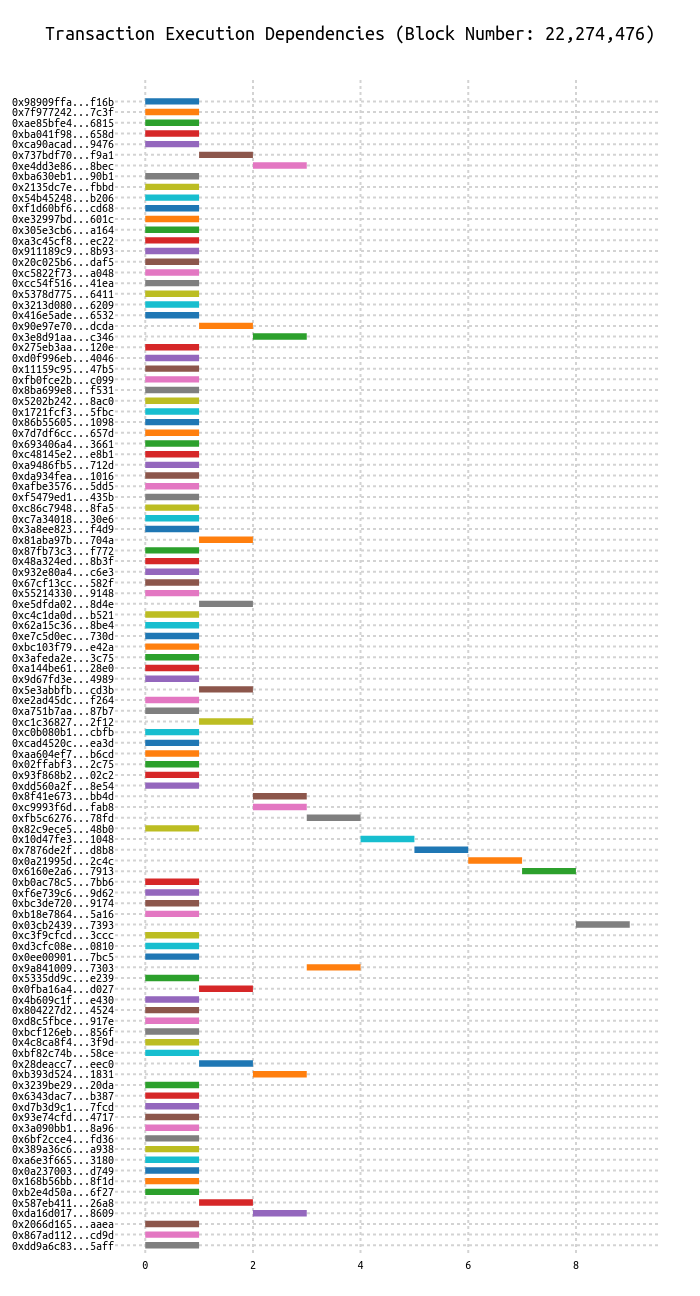 Transaction Execution Dependencies (Block Number: 22,274,476)
0x98909ffa...f16b
0x7f977242...7c3f
0xae85bfe4...6815
0xba041f98...658d
0xca90acad...9476
0x737bdf70...f9a1
0xe4dd3e86...8bec
0xba630eb1...90b1
0x2135dc7e...fbbd
0x54b45248...b206
0xf1d60bf6...cd68
0xe32997bd...601c
0x305e3cb6...a164
0xa3c45cf8...ec22
0x911189c9...8b93
0x20c025b6...daf5
0xc5822f73...a048
0xcc54f516...41ea
0x5378d775...6411
0x3213d080...6209
0x416e5ade...6532
0x90e97e70...dcda
0x3e8d91aa...c346
0x275eb3aa...120e
0xd0f996eb...4046
0x11159c95...47b5
0xfb0fce2b...c099
0x8ba699e8...f531
0x5202b242...8ac0
0x1721fcf3...5fbc
0x86b55605...1098
0x7d7df6cc...657d
0x693406a4...3661
0xc48145e2...e8b1
0xa9486fb5...712d
0xda934fea...1016
0xafbe3576...5dd5
0xf5479ed1...435b
0xc86c7948...8fa5
0xc7a34018...30e6
0x3a8ee823...f4d9
0x81aba97b...704a
0x87fb73c3...f772
0x48a324ed...8b3f
0x932e80a4...c6e3
0x67cf13cc...582f
0x55214330...9148
0xe5dfda02...8d4e
0xc4c1da0d...b521
0x62a15c36...8be4
0xe7c5d0ec...730d
0xbc103f79...e42a
0x3afeda2e...3c75
0xa144be61...28e0
0x9d67fd3e...4989
0x5e3abbfb...cd3b
0xe2ad45dc...f264
0xa751b7aa...87b7
0xc1c36827...2f12
0xc0b080b1...cbfb
0xcad4520c...ea3d
0xaa604ef7...b6cd
0x02ffabf3...2c75
0x93f868b2...02c2
0xdd560a2f...8e54
0x8f41e673...bb4d
0xc9993f6d...fab8
0xfb5c6276...78fd
0x82c9ece5...48b0
0x10d47fe3...1048
0x7876de2f...d8b8
0x0a21995d...2c4c
0x6160e2a6...7913
0xb0ac78c5...7bb6
0xf6e739c6...9d62
0xbc3de720...9174
0xb18e7864...5a16
0x03cb2439...7393
0xc3f9cfcd...3ccc
0xd3cfc08e...0810
0x0ee00901...7bc5
0x9a841009...7303
0x5335dd9c...e239
0x0fba16a4...d027
0x4b609c1f...e430
0x804227d2...4524
0xd8c5fbce...917e
0xbcf126eb...856f
0x4c8ca8f4...3f9d
0xbf82c74b...58ce
0x28deacc7...eec0
0xb393d524...1831
0x3239be29...20da
0x6343dac7...b387
0xd7b3d9c1...7fcd
0x93e74cfd...4717
0x3a090bb1...8a96
0x6bf2cce4...fd36
0x389a36c6...a938
0xa6e3f665...3180
0x0a237003...d749
0x168b56bb...8f1d
0xb2e4d50a...6f27
0x587eb411...26a8
0xda16d017...8609
0x2066d165...aaea
0x867ad112...cd9d
0xdd9a6c83...5aff
0 2 4 6 8